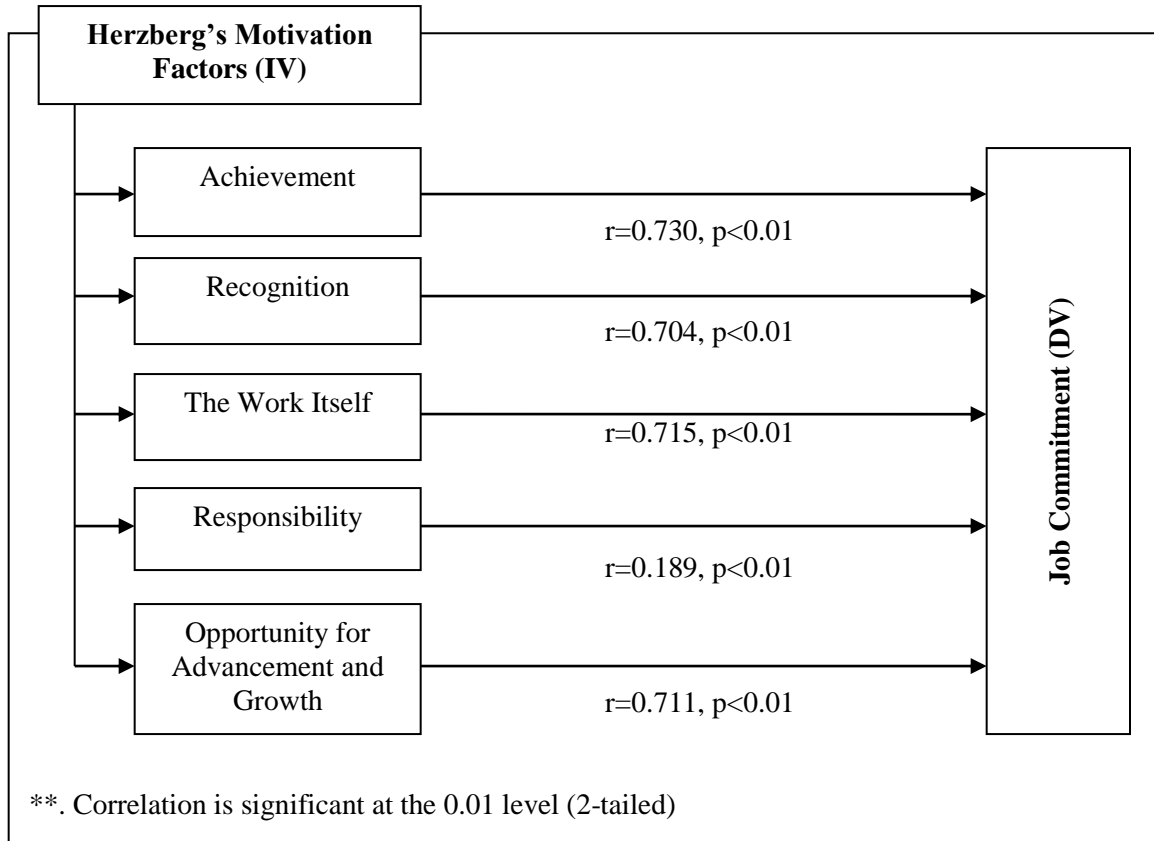 Herzberg’s Motivation
Factors (IV)
Achievement
r=0.730, p<0.01
Recognition
r=0.704, p<0.01
The Work Itself
r=0.715, p<0.01
Responsibility
r=0.189, p<0.01
Opportunity for
Advancement and
Growth
r=0.711, p<0.01
Job Commitment (DV)
**. Correlation is significant at the 0.01 level (2-tailed)